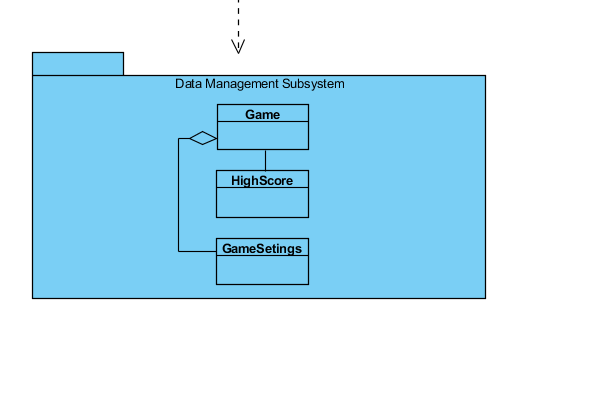 Data Management Subsystem
Game
HighScore
GameSetings